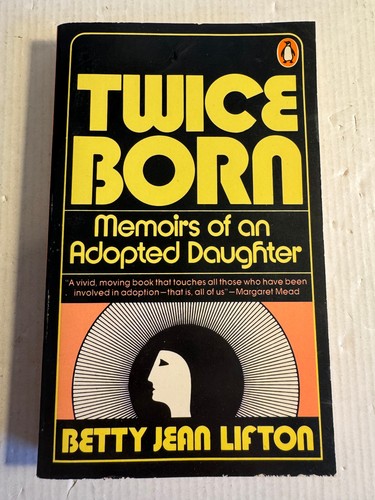 TWICE
BORN
Memoirs of an
Adopted Daughter
"A vivid, moving book that touches all those who have been
involved in adoption—that is, all of us"—Margaret Mead
BETTY JEAN LIFTON